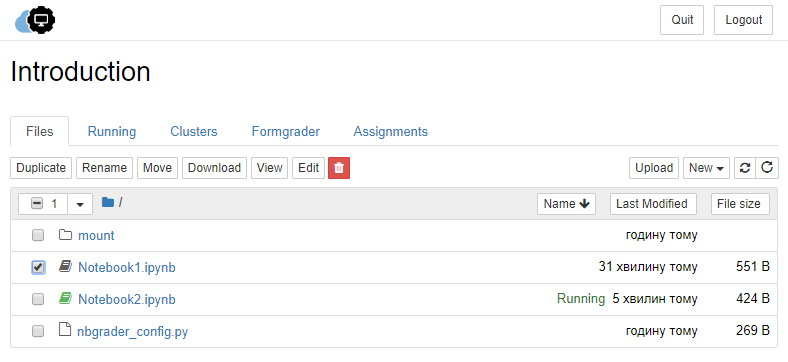 Quit Logout
Introduction
Files Running Clusters Formgrader Assignments
Duplicate Rename Move Download View Edit Upload New
1 / Name Last Modified File size
mount годину тому
Notebook1.ipynb 31 хвилину тому 551 B
Notebook2.ipynb Running 5 хвилин тому 424 B
nbgrader_config.py годину тому 269 B